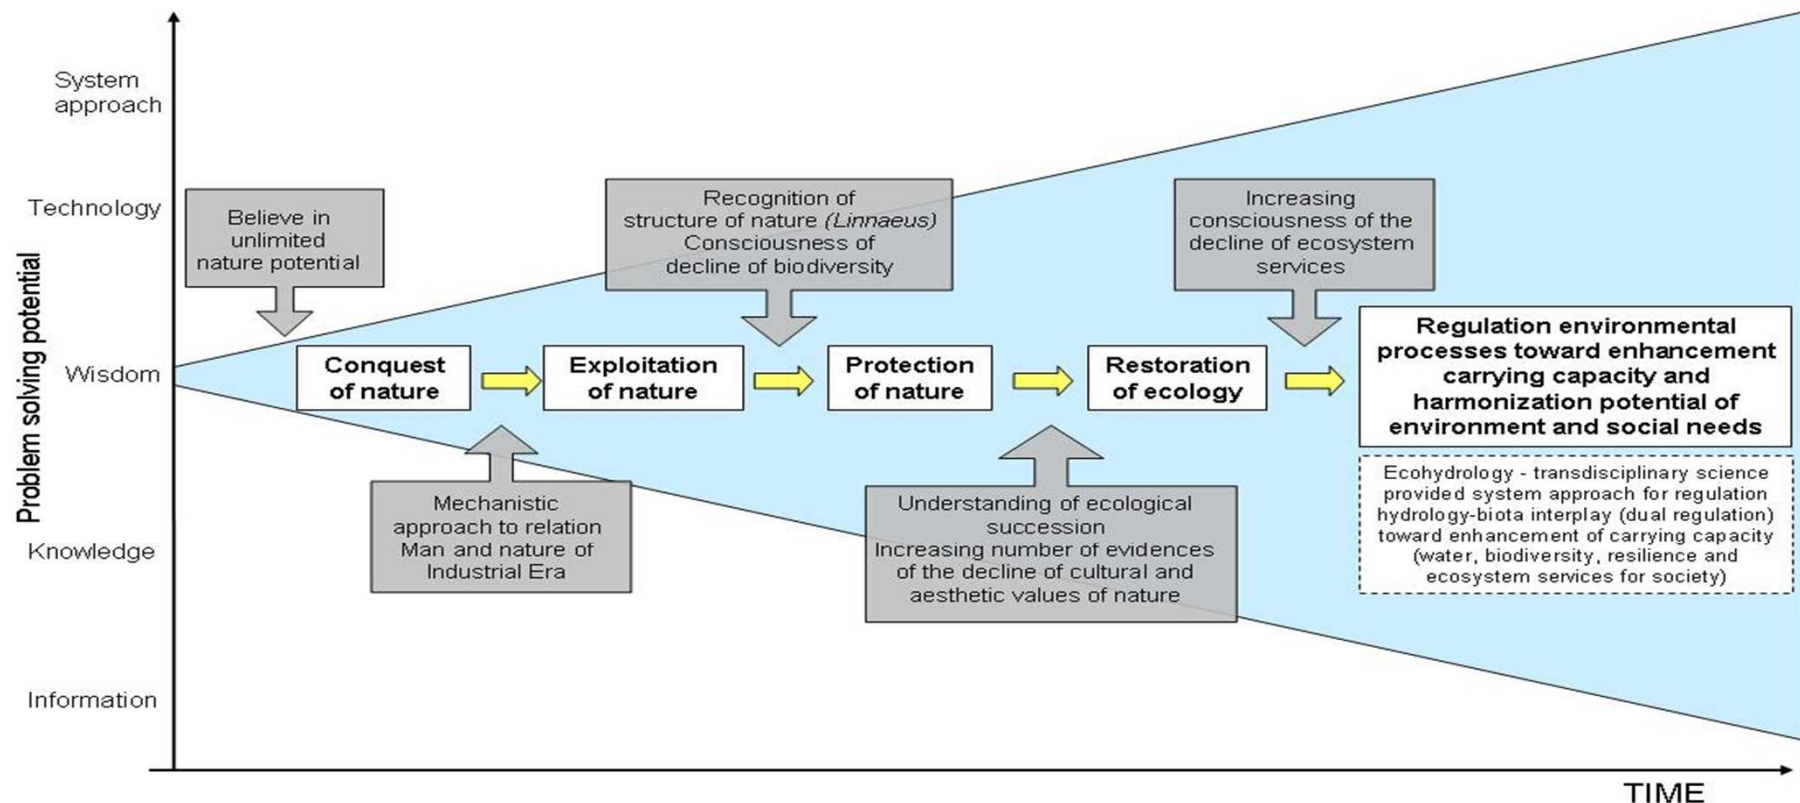 System
approach
Technology
Wisdom
Knowledge
Information
Problem solving potential
Believe in
unlimited
nature potential
Recognition of
structure of nature (Linnaeus)
Consciousness of
decline of biodiversity
Increasing
consciousness of the
decline of ecosystem
services
Conquest
of nature
Exploitation
of nature
Protection
of nature
Restoration
of ecology
Regulation environmental
processes toward enhancement
carrying capacity and
harmonization potential of
environment and social needs
Mechanistic
approach to relation
Man and nature of
Industrial Era
Understanding of ecological
succession
Increasing number of evidences
of the decline of cultural and
aesthetic values of nature
Ecohydrology - transdisciplinary science
provided system approach for regulation
hydrology-biota interplay (dual regulation)
toward enhancement of carrying capacity
(water, biodiversity, resilience and
ecosystem services for society)
TIME